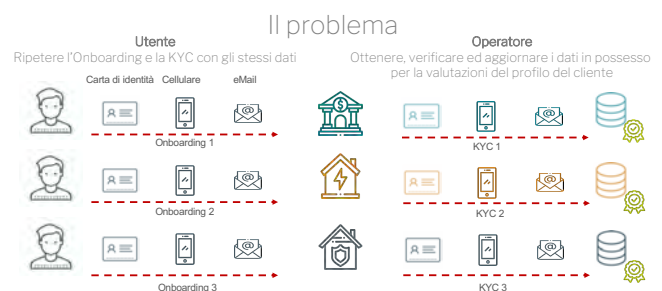 Il problema
Utente
Ripetere l'Onboarding e la KYC con gli stessi dati
Operatore
Ottenere, verificare ed aggiornare i dati in possesso
per la valutazioni del profilo del cliente
Carta di identità Cellulare eMail
Onboarding 1
KYC 1
Onboarding 2
KYC 2
Onboarding 3
KYC 3